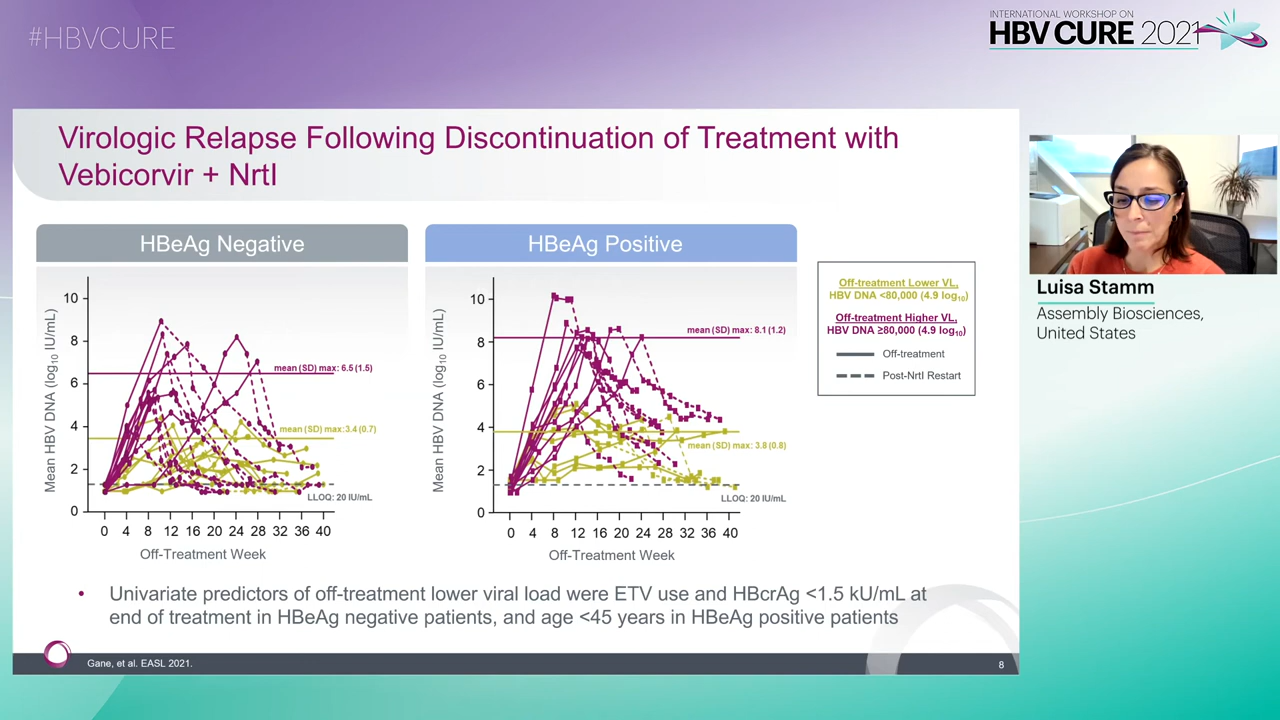 #HBVCURE
INTERNATIONAL WORKSHOP ON
HBV CURE 2021
Virologic Relapse Following Discontinuation of Treatment with
Vebicorvir + NrtI
HBeAg Negative
Mean HBV DNA (log10 IU/mL)
10
8
6
4
2
0
mean (SD) max: 6.5 (1.5)
mean (SD) max: 3.4 (0.7)
LLOQ: 20 IU/mL
0 4 8 12 16 20 24 28 32 36 40
Off-Treatment Week
HBeAg Positive
Mean HBV DNA (log10 IU/mL)
10
8
6
4
2
0
mean (SD) max: 8.1 (1.2)
mean (SD) max: 3.8 (0.8)
LLOQ: 20 IU/mL
0 4 8 12 16 20 24 28 32 36 40
Off-Treatment Week
Off-treatment Lower VL,
HBV DNA <80,000 (4.9 log10)
Off-treatment Higher VL,
HBV DNA ≥80,000 (4.9 log10)
Off-treatment
Post-NrtI Restart
• Univariate predictors of off-treatment lower viral load were ETV use and HBcrAg <1.5 kU/mL at
end of treatment in HBeAg negative patients, and age <45 years in HBeAg positive patients
Gane, et al. EASL 2021.
8
Luisa Stamm
Assembly Biosciences,
United States